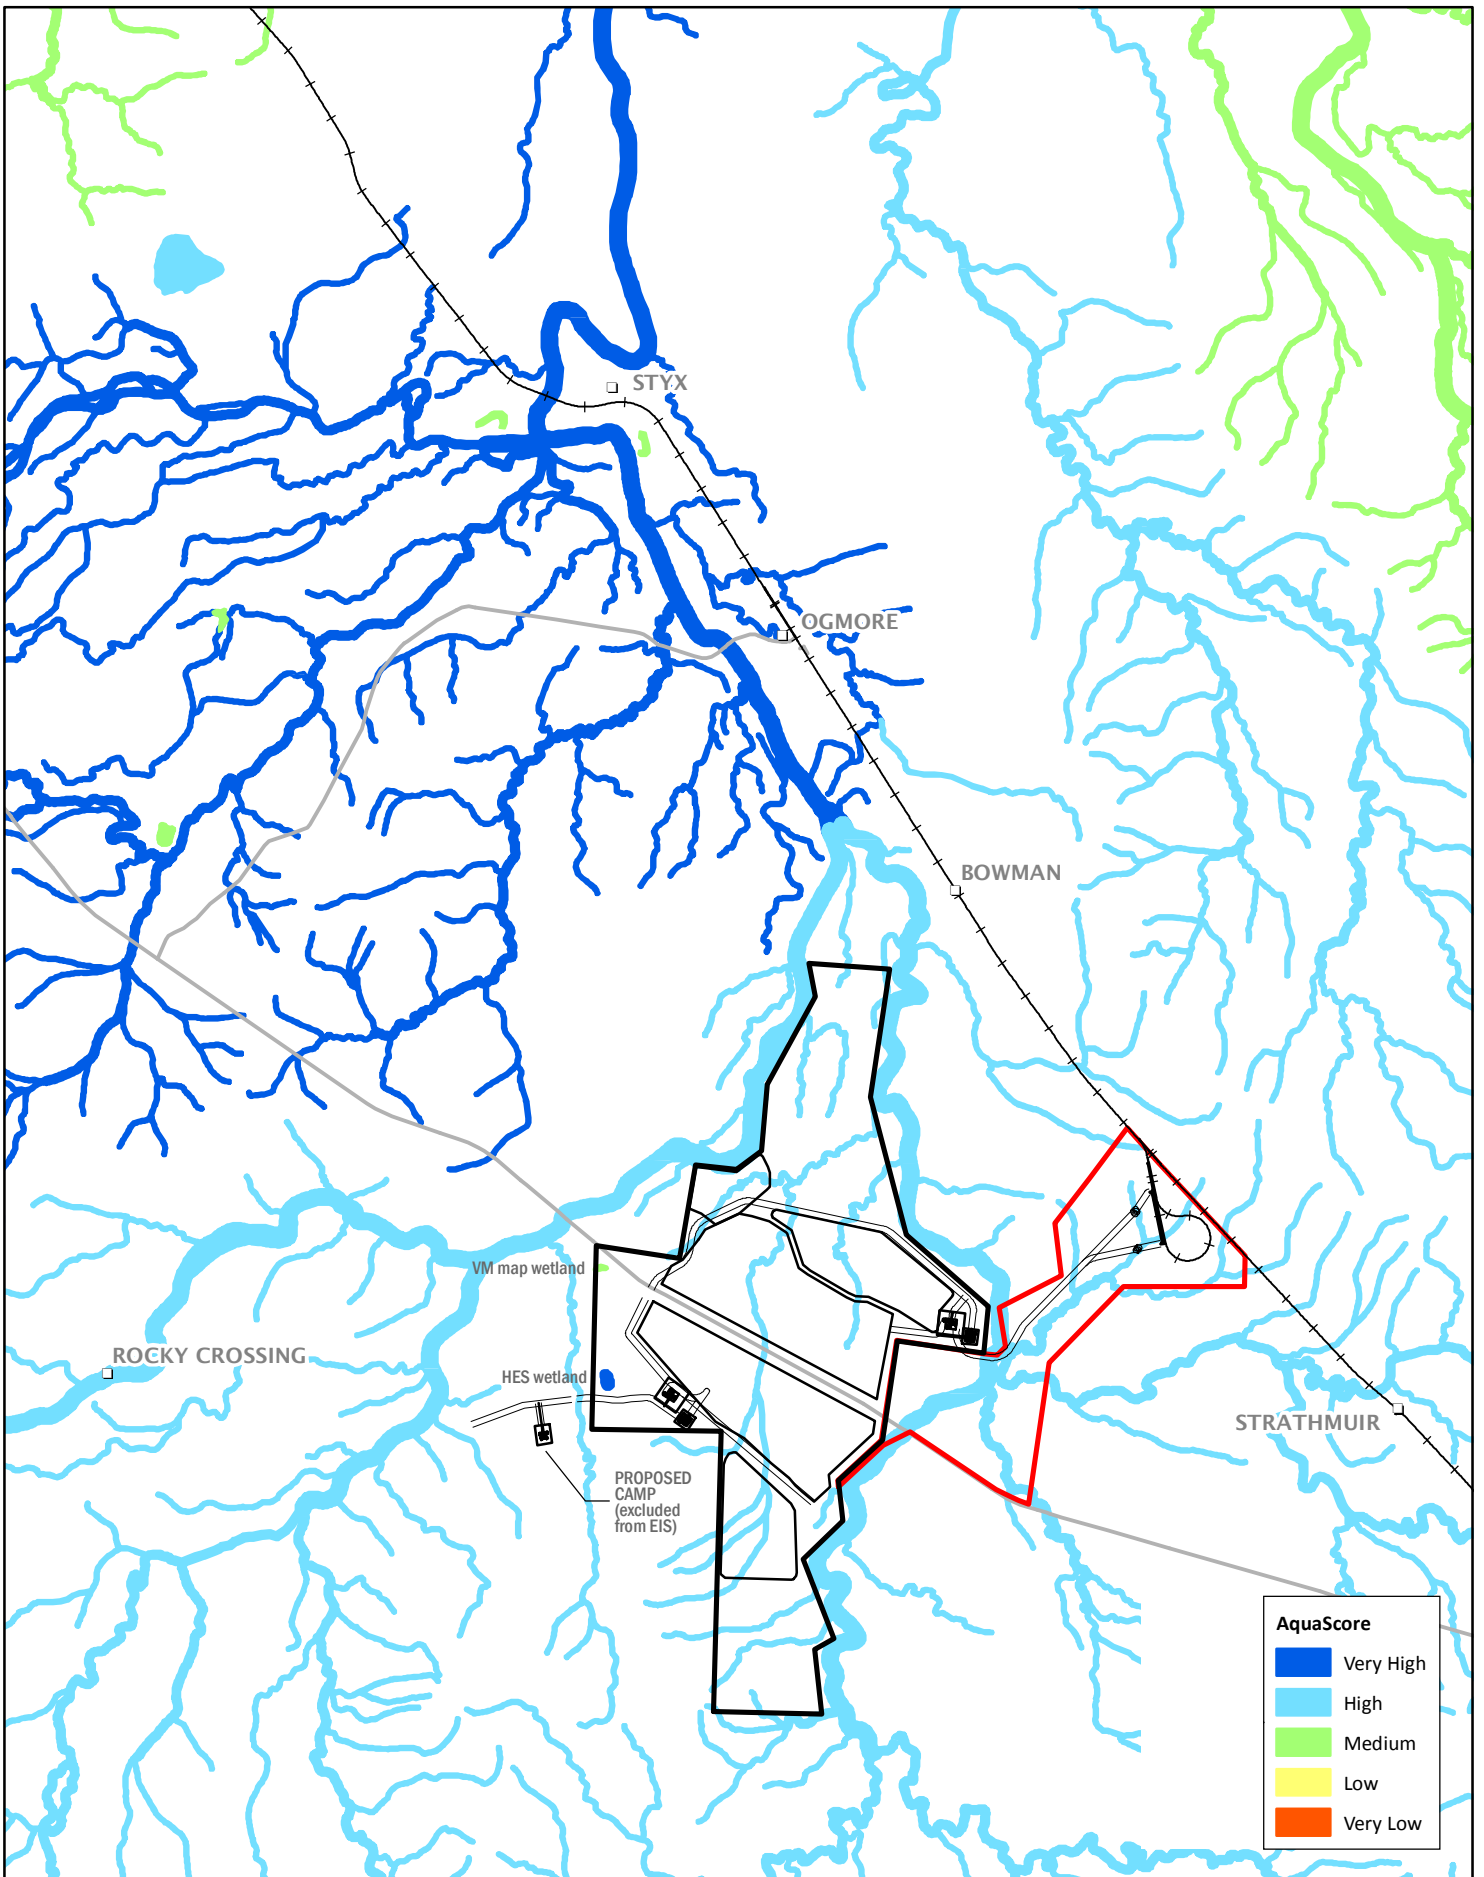 STYX
OGMORE
BOWMAN
VM map wetland
ROCKY CROSSING
HES wetland
STRATHMUIR
PROPOSED
CAMP
(excluded
from EIS)
AquaScore
Very High
High
Medium
Low
Very Low